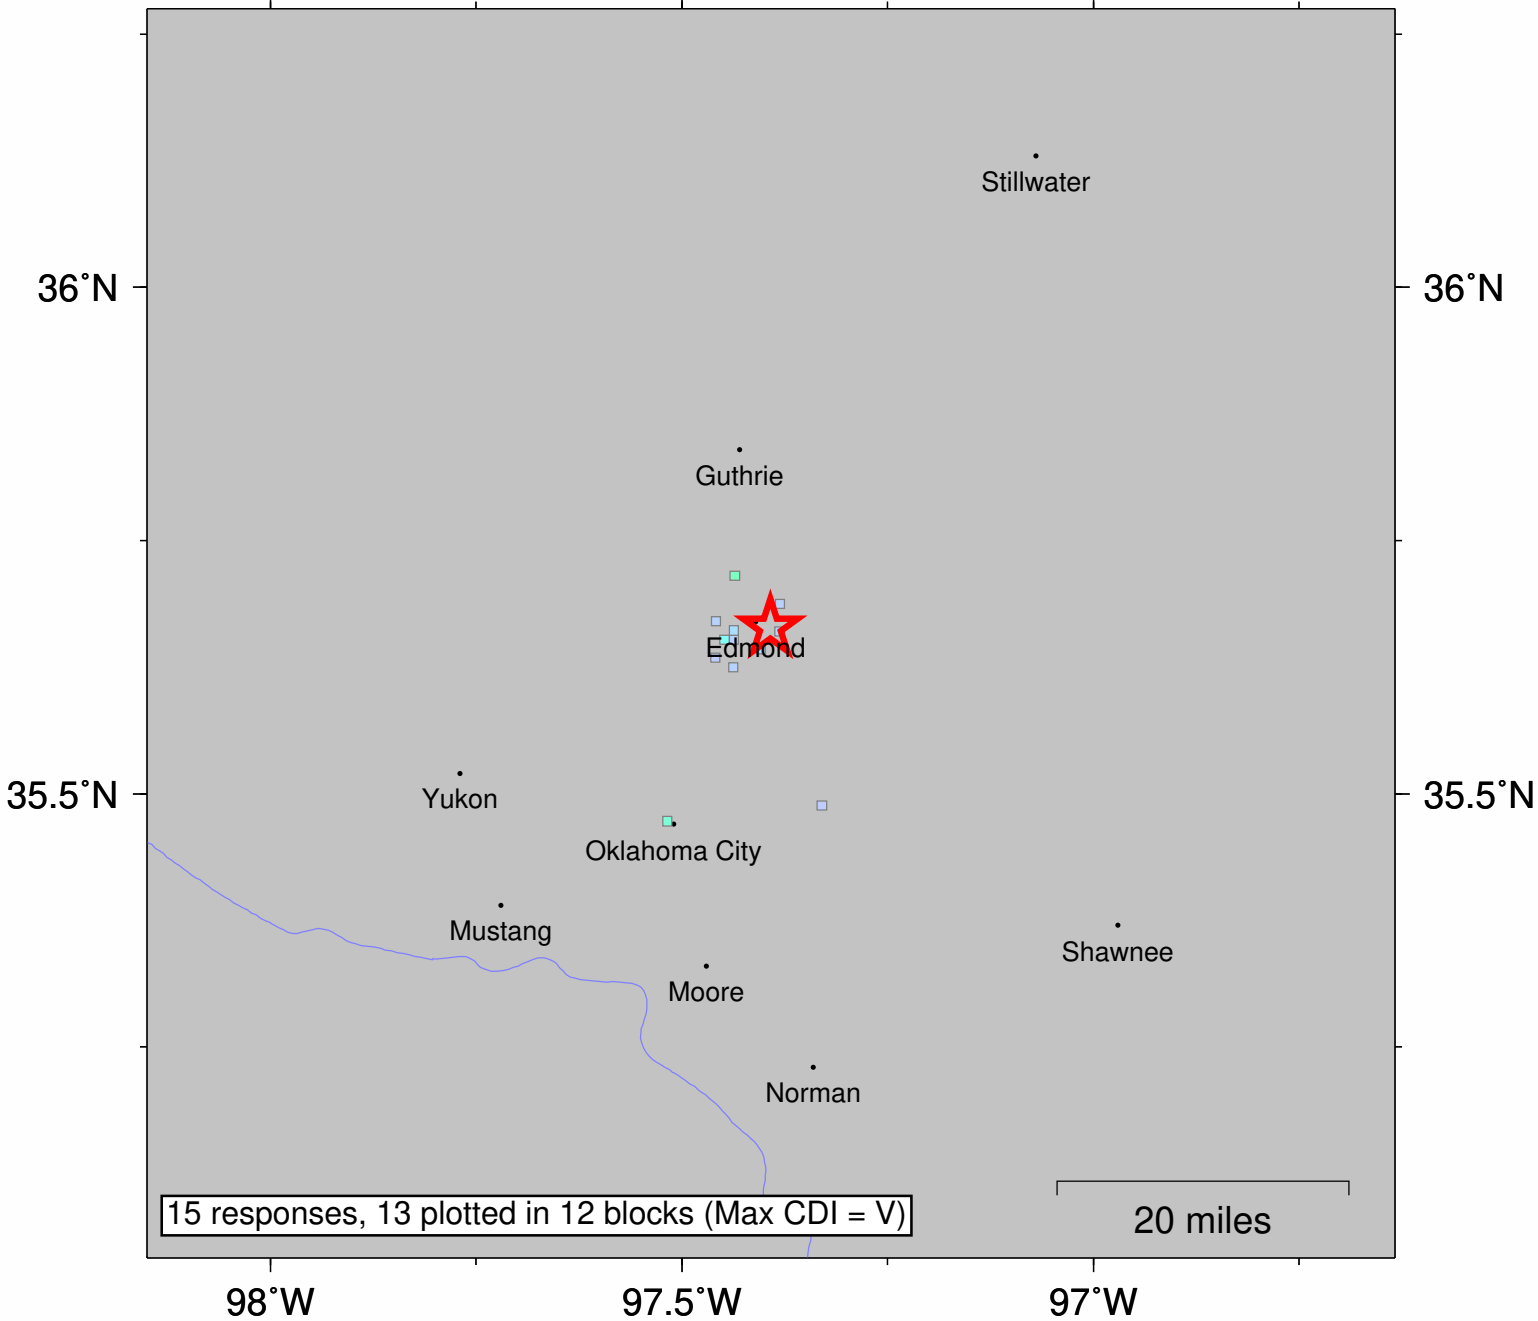 Stillwater
36˚N
36˚N
Guthrie
Edmond
35.5˚N
35.5˚N
Yukon
Oklahoma City
Mustang
Shawnee
Moore
Norman
15 responses, 13 plotted in 12 blocks (Max CDI = V)
20 miles
98˚W
97.5˚W
97˚W